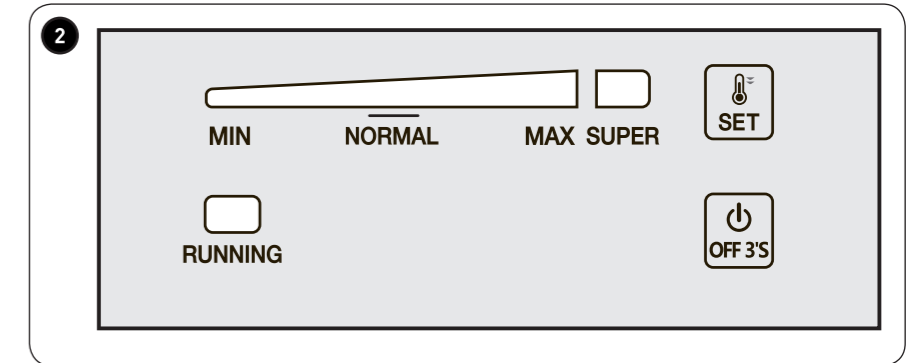 2
MIN NORMAL MAX SUPER
SET
RUNNING
OFF 3'S